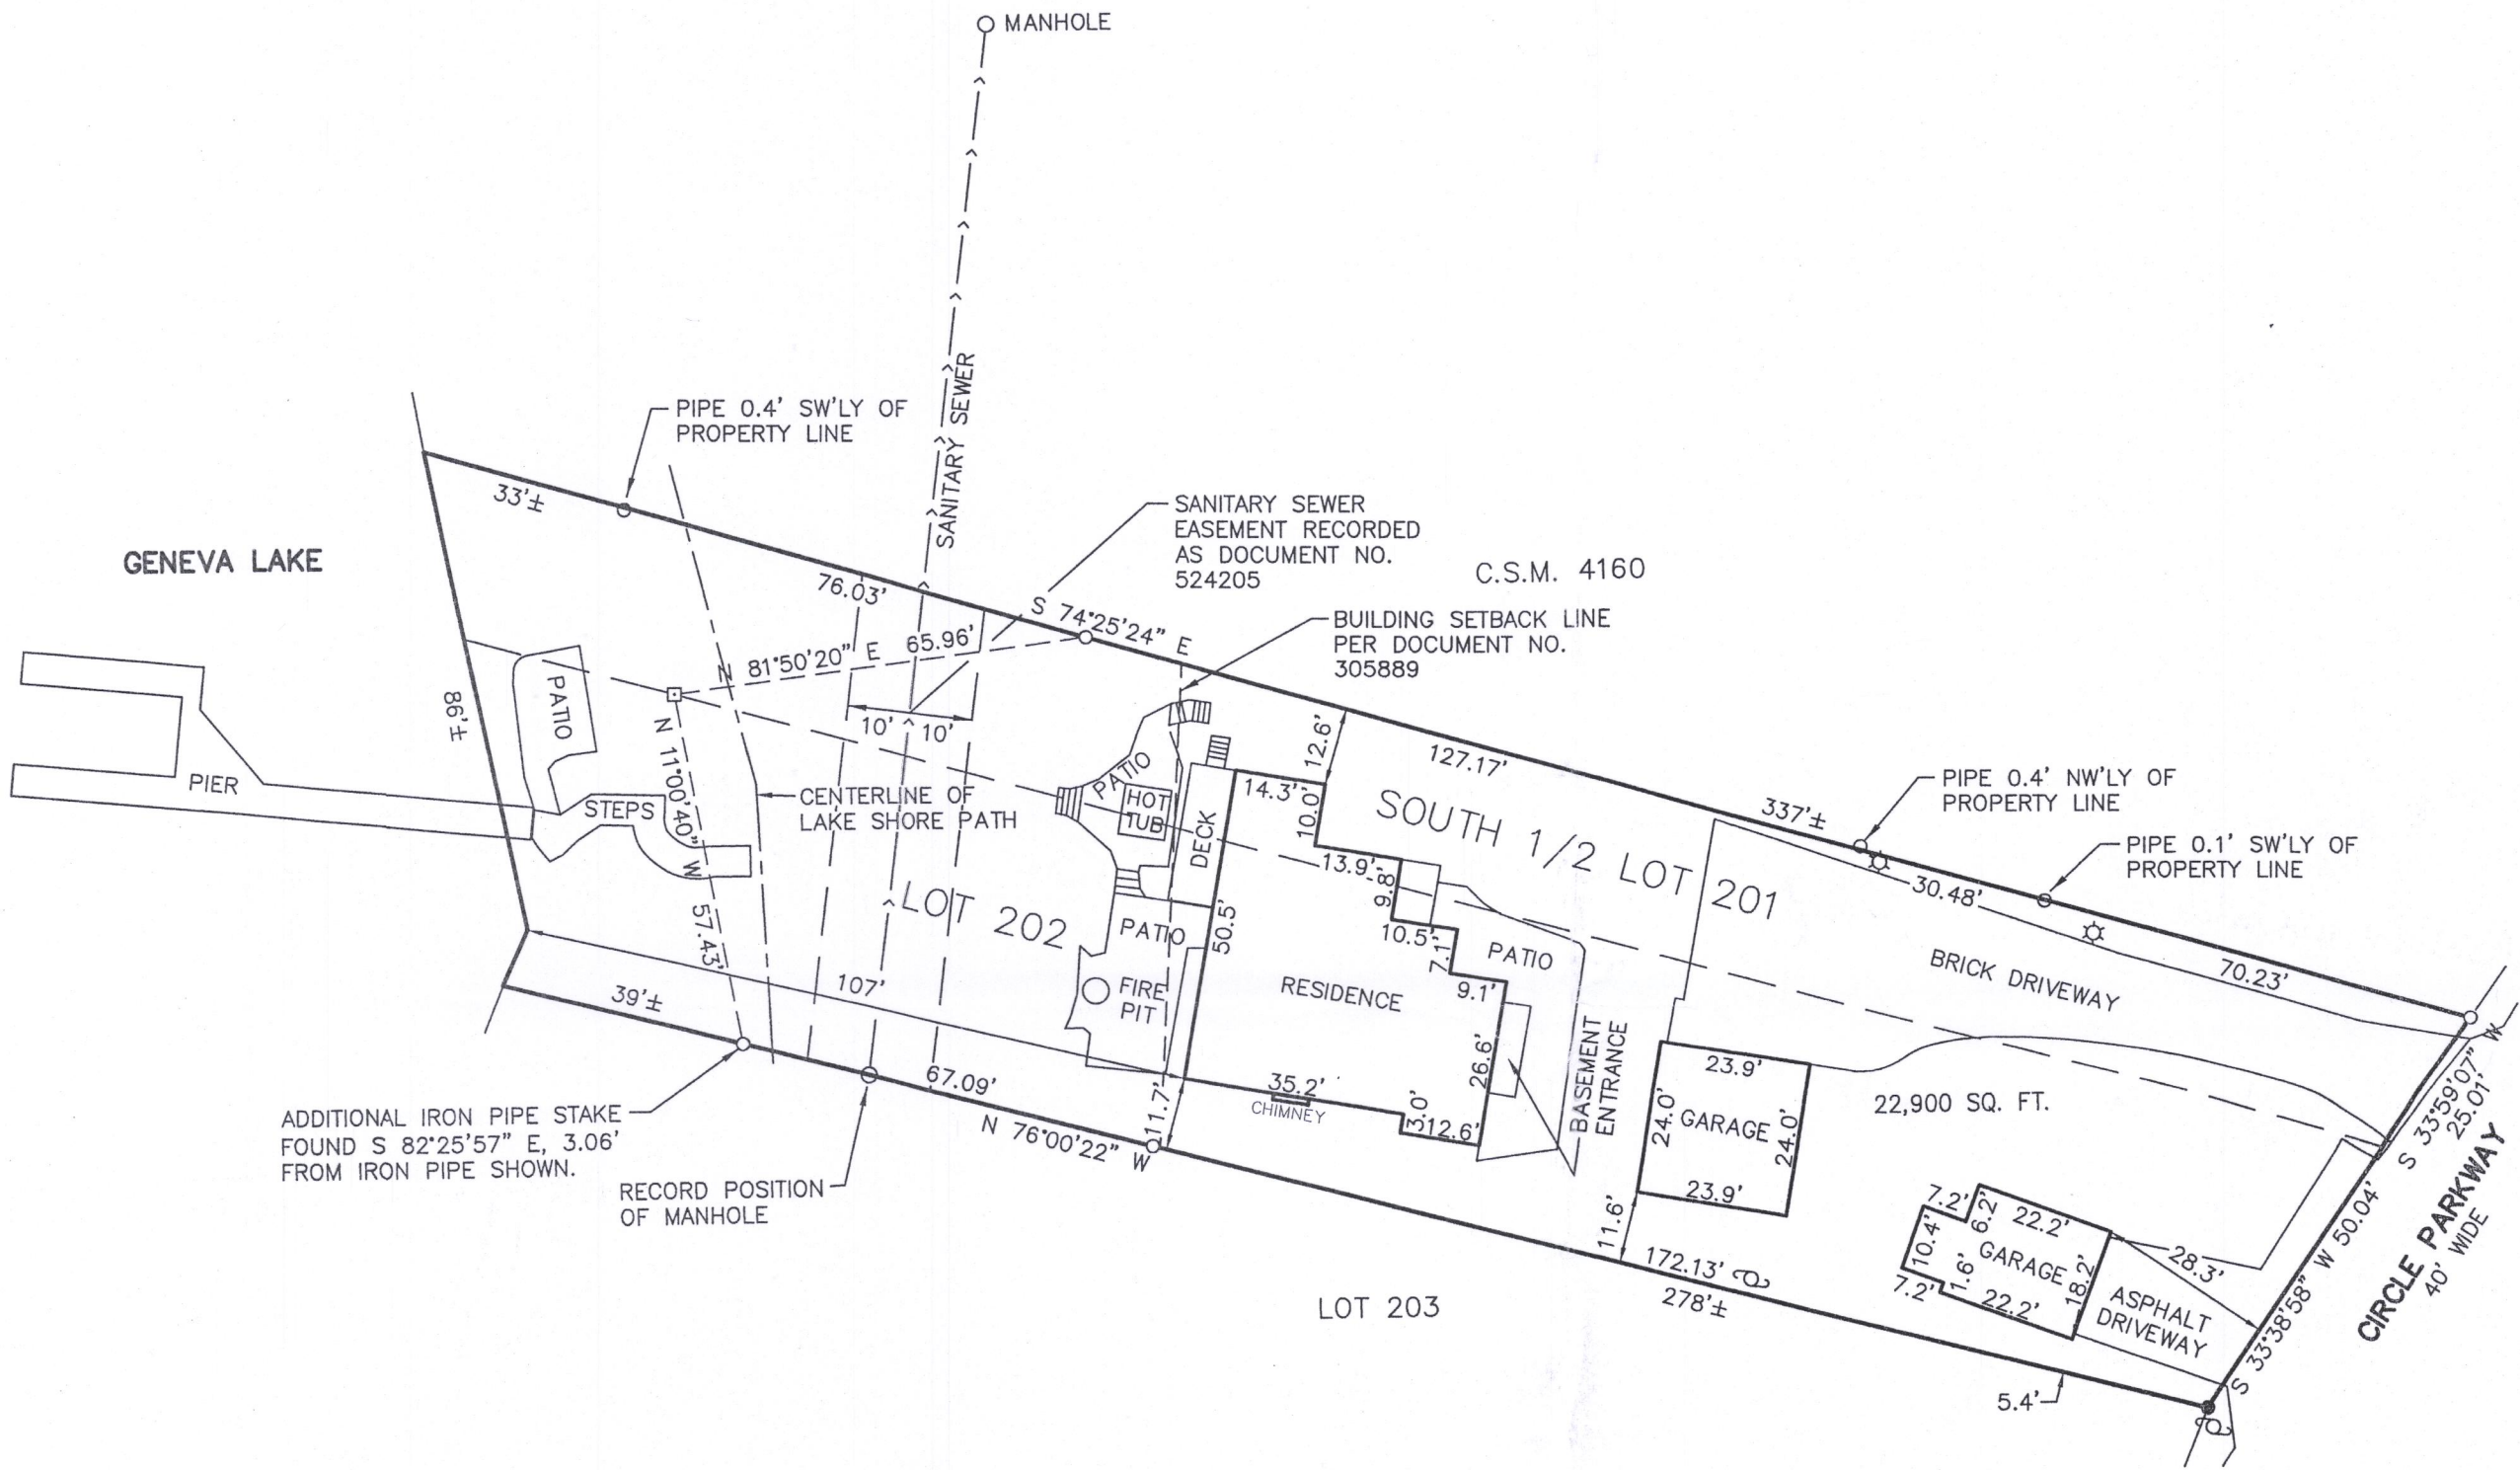 MANHOLE
SANITARY SEWER
PIPE 0.4' SW'LY OF
PROPERTY LINE
33'±
GENEVA LAKE
76.03'
SANITARY SEWER
EASEMENT RECORDED
AS DOCUMENT NO.
524205
C.S.M. 4160
S 74°25'24" E
BUILDING SETBACK LINE
PER DOCUMENT NO.
305889
N 81°50'20" E 65.96'
86'±
PATIO
10' 10'
N 11°00'40" W 57.43'
PIER
STEPS
CENTERLINE OF
LAKE SHORE PATH
PATIO
HOT
TUB
DECK
14.3'
12.6'
10.0'
127.17'
337'±
PIPE 0.4' NW'LY OF
PROPERTY LINE
PIPE 0.1' SW'LY OF
PROPERTY LINE
SOUTH 1/2 LOT 201
30.48'
13.9'
9.8'
LOT 202
PATIO
50.5'
10.5'
7.1'
PATIO
BRICK DRIVEWAY
70.23'
FIRE
PIT
RESIDENCE
9.1'
107'
39'±
26.6'
BASEMENT
ENTRANCE
23.9'
24.0'
GARAGE
24.0'
23.9'
22,900 SQ. FT.
S 33°59'07" W
25.01'
67.09'
35.2'
CHIMNEY
3.0'
12.6'
11.7'
N 76°00'22" W
ADDITIONAL IRON PIPE STAKE
FOUND S 82°25'57" E, 3.06'
FROM IRON PIPE SHOWN.
RECORD POSITION
OF MANHOLE
11.6'
7.2'
6.2'
22.2'
10.4'
GARAGE
1.6'
18.2'
7.2'
22.2'
28.3'
ASPHALT
DRIVEWAY
S 33°38'58" W 50.04'
CIRCLE PARKWAY
40' WIDE
172.13'
278'±
LOT 203
5.4'